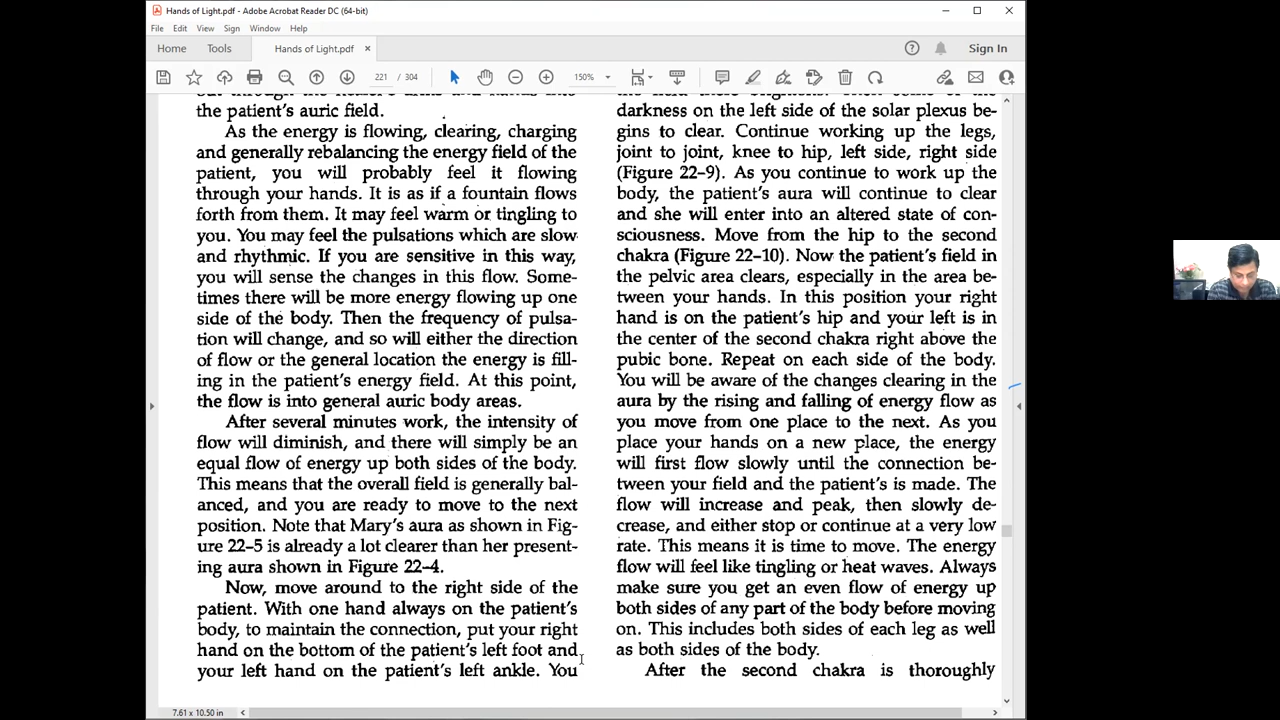 Hands of Light.pdf - Adobe Acrobat Reader DC (64-bit)
File Edit View Sign Window Help
Home Tools Hands of Light.pdf × Sign In
221 / 304 150%
the patient's auric field.
As the energy is flowing, clearing, charging
and generally rebalancing the energy field of the
patient, you will probably feel it flowing
through your hands. It is as if a fountain flows
forth from them. It may feel warm or tingling to
you. You may feel the pulsations which are slow
and rhythmic. If you are sensitive in this way,
you will sense the changes in this flow. Some-
times there will be more energy flowing up one
side of the body. Then the frequency of pulsa-
tion will change, and so will either the direction
of flow or the general location the energy is fill-
ing in the patient's energy field. At this point,
the flow is into general auric body areas.
After several minutes work, the intensity of
flow will diminish, and there will simply be an
equal flow of energy up both sides of the body.
This means that the overall field is generally bal-
anced, and you are ready to move to the next
position. Note that Mary's aura as shown in Fig-
ure 22–5 is already a lot clearer than her present-
ing aura shown in Figure 22–4.
Now, move around to the right side of the
patient. With one hand always on the patient's
body, to maintain the connection, put your right
hand on the bottom of the patient's left foot and
your left hand on the patient's left ankle. You
darkness on the left side of the solar plexus be-
gins to clear. Continue working up the legs,
joint to joint, knee to hip, left side, right side
(Figure 22–9). As you continue to work up the
body, the patient's aura will continue to clear
and she will enter into an altered state of con-
sciousness. Move from the hip to the second
chakra (Figure 22–10). Now the patient's field in
the pelvic area clears, especially in the area be-
tween your hands. In this position your right
hand is on the patient's hip and your left is in
the center of the second chakra right above the
pubic bone. Repeat on each side of the body.
You will be aware of the changes clearing in the
aura by the rising and falling of energy flow as
you move from one place to the next. As you
place your hands on a new place, the energy
will first flow slowly until the connection be-
tween your field and the patient's is made. The
flow will increase and peak, then slowly de-
crease, and either stop or continue at a very low
rate. This means it is time to move. The energy
flow will feel like tingling or heat waves. Always
make sure you get an even flow of energy up
both sides of any part of the body before moving
on. This includes both sides of each leg as well
as both sides of the body.
After the second chakra is thoroughly
7.61 x 10.50 in